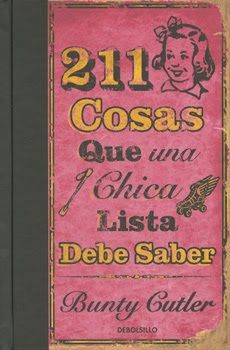 211
Cosas
Que una
Chica
Lista
Debe Saber
Bunty Cutler
DEBOLSILLO